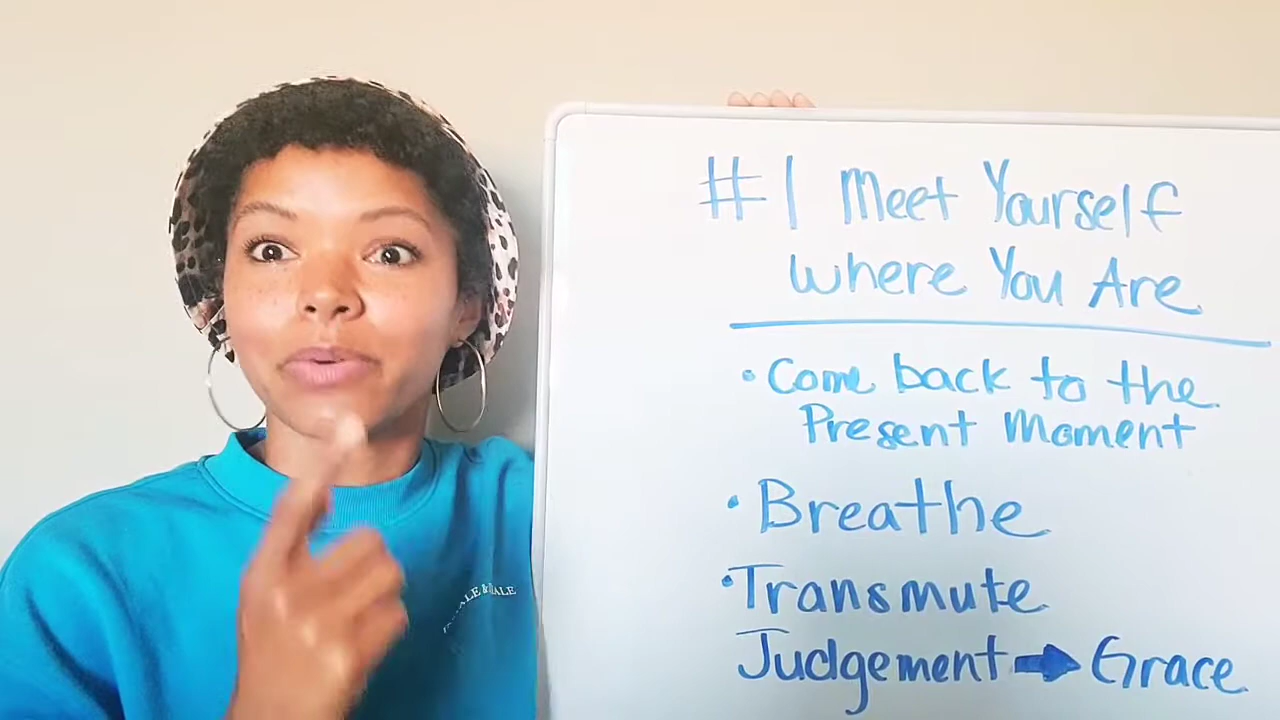 #1 Meet Yourself
Where You Are
• Come back to the
Present Moment
• Breathe
• Transmute
Judgement ➡ Grace